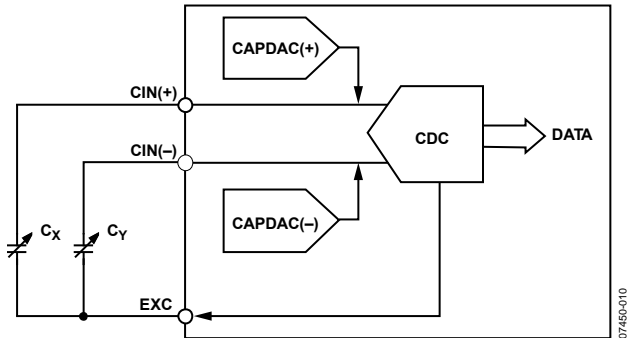 CAPDAC(+)
CIN(+)
CDC
DATA
CIN(–)
CAPDAC(–)
CX
CY
EXC
07450-010